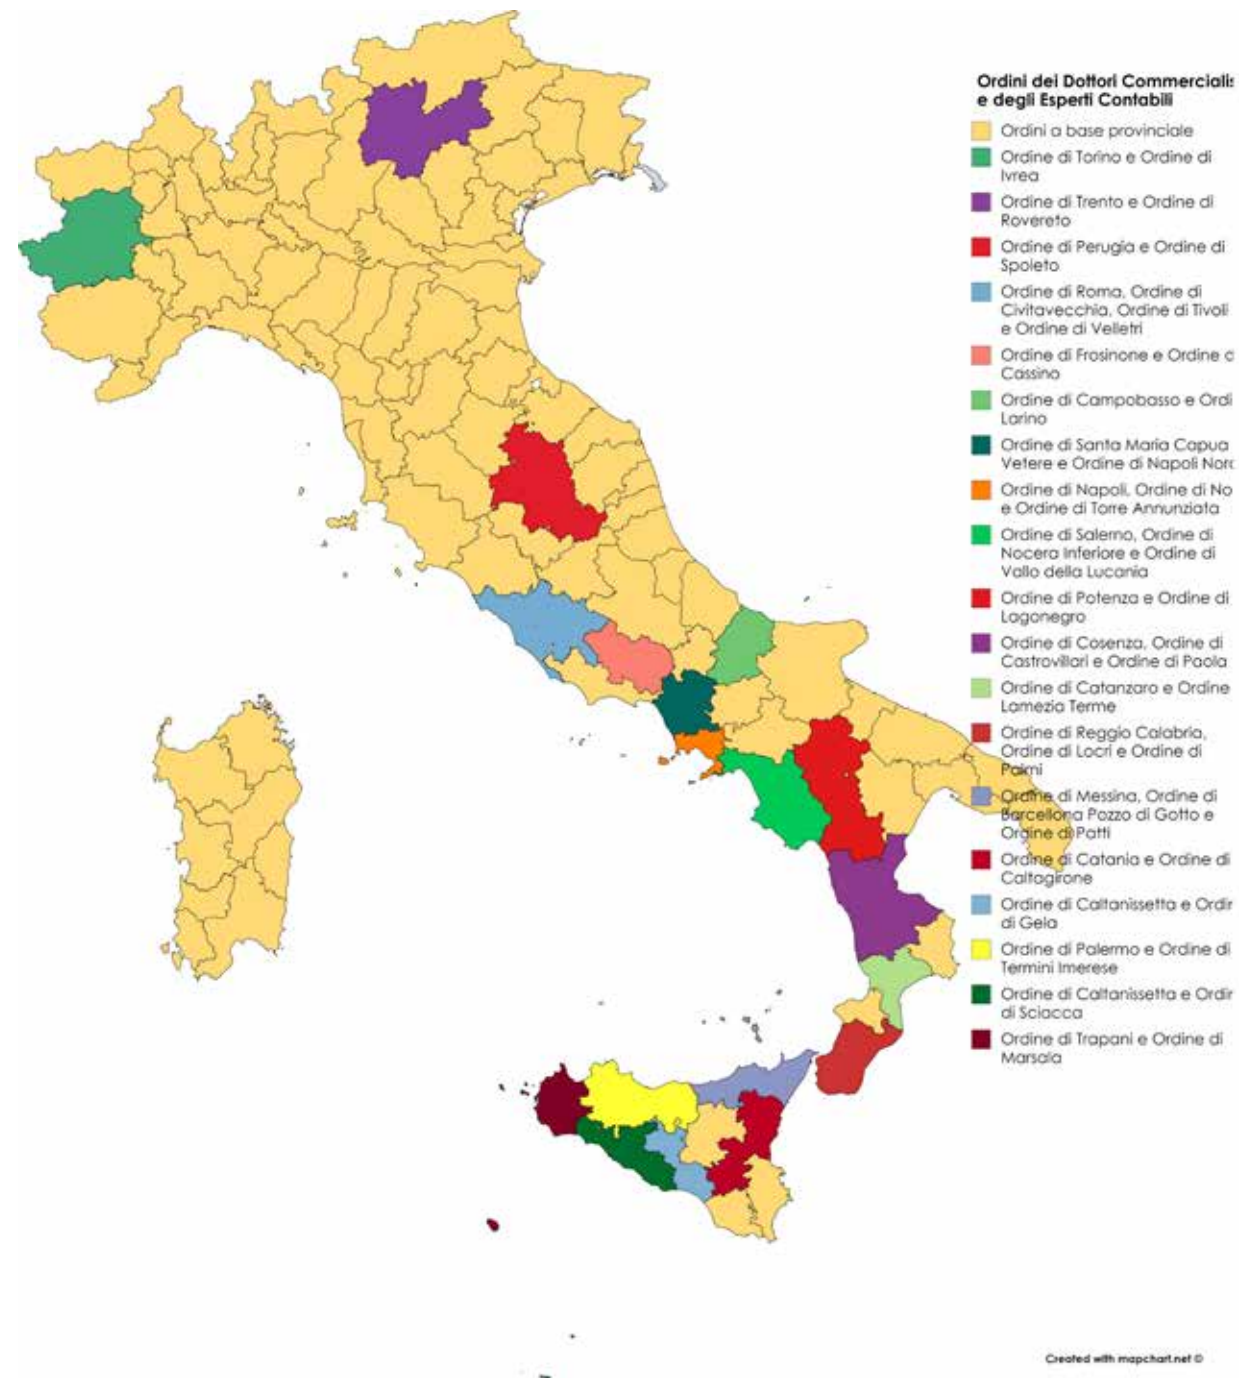 Ordini dei Dottori Commercialis
e degli Esperti Contabili
Ordini a base provinciale
Ordine di Torino e Ordine di
Ivrea
Ordine di Trento e Ordine di
Rovereto
Ordine di Perugia e Ordine di
Spoleto
Ordine di Roma, Ordine di
Civitavecchia, Ordine di Tivoli
e Ordine di Velletri
Ordine di Frosinone e Ordine d
Cassino
Ordine di Campobasso e Ordi
Larino
Ordine di Santa Maria Capua
Vetere e Ordine di Napoli Nord
Ordine di Napoli, Ordine di No
e Ordine di Torre Annunziata
Ordine di Salerno, Ordine di
Nocera Inferiore e Ordine di
Vallo della Lucania
Ordine di Potenza e Ordine di
Lagonegro
Ordine di Cosenza, Ordine di
Castrovillari e Ordine di Paola
Ordine di Catanzaro e Ordine
Lamezia Terme
Ordine di Reggio Calabria,
Ordine di Locri e Ordine di
Palmi
Ordine di Messina, Ordine di
Barcellona Pozzo di Gotto e
Ordine di Patti
Ordine di Catania e Ordine di
Caltagirone
Ordine di Caltanissetta e Ordin
di Gela
Ordine di Palermo e Ordine di
Termini Imerese
Ordine di Caltanissetta e Ordin
di Sciacca
Ordine di Trapani e Ordine di
Marsala
Created with mapchart.net ©